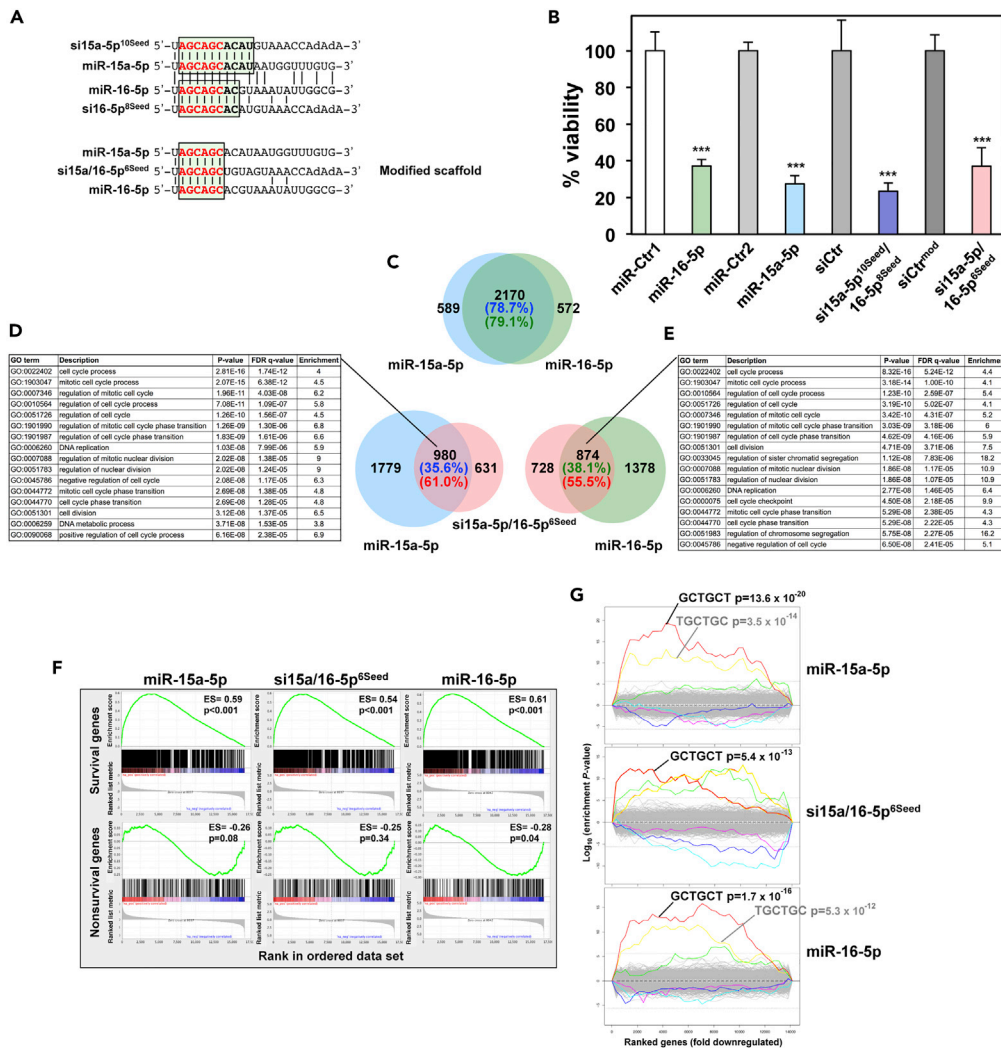 A
si15a-5p10Seed 5'-UAGCAGCACAUGUAAACCAdAdA-3'
miR-15a-5p 5'-UAGCAGCACAUAAUGGUUUGUG-3'
miR-16-5p 5'-UAGCAGCACGUAAAUAUUGGCG-3'
si16-5p8Seed 5'-UAGCAGCACAUGUAAACCAdAdA-3'
miR-15a-5p 5'-UAGCAGCACAUAAUGGUUUGUG-3'
si15a/16-5p6Seed 5'-UAGCAGCUGUAGUAAACCAdAdA-3'
miR-16-5p 5'-UAGCAGCACGUAAAUAUUGGCG-3'
Modified scaffold
B
% viability
100
80
60
40
20
0
*** *** *** ***
miR-Ctr1
miR-16-5p
miR-Ctr2
miR-15a-5p
siCtr
si15a-5p10Seed/
16-5p8Seed
siCtrmod
si15a-5p/
16-5p6Seed
C
589 2170 572
(78.7%)
(79.1%)
miR-15a-5p miR-16-5p
D
GO term Description P-value FDR q-value Enrichment
GO:0022402 cell cycle process 2.81E-16 1.74E-12 4
GO:1903047 mitotic cell cycle process 2.07E-15 6.38E-12 4.5
GO:0007346 regulation of mitotic cell cycle 1.96E-11 4.03E-08 6.2
GO:0010564 regulation of cell cycle process 7.08E-11 1.09E-07 5.8
GO:0051726 regulation of cell cycle 1.26E-10 1.56E-07 4.5
GO:1901990 regulation of mitotic cell cycle phase transition 1.26E-09 1.30E-06 6.8
GO:1901987 regulation of cell cycle phase transition 1.83E-09 1.61E-06 6.6
GO:0006260 DNA replication 1.03E-08 7.99E-06 5.9
GO:0007088 regulation of mitotic nuclear division 2.02E-08 1.38E-05 9
GO:0051783 regulation of nuclear division 2.02E-08 1.24E-05 9
GO:0045786 negative regulation of cell cycle 2.08E-08 1.17E-05 6.3
GO:0044772 mitotic cell cycle phase transition 2.69E-08 1.38E-05 4.8
GO:0044770 cell cycle phase transition 2.69E-08 1.28E-05 4.8
GO:0051301 cell division 3.12E-08 1.37E-05 6.5
GO:0006259 DNA metabolic process 3.71E-08 1.53E-05 3.8
GO:0090068 positive regulation of cell cycle process 6.16E-08 2.38E-05 6.9
1779 980 631
(35.6%)
(61.0%)
miR-15a-5p
si15a-5p/16-5p6Seed
728 874 1378
(38.1%)
(55.5%)
miR-16-5p
E
GO term Description P-value FDR q-value Enrichment
GO:0022402 cell cycle process 8.32E-16 5.24E-12 4.4
GO:1903047 mitotic cell cycle process 3.18E-14 1.00E-10 4.1
GO:0010564 regulation of cell cycle process 1.23E-10 2.59E-07 5.4
GO:0051726 regulation of cell cycle 3.19E-10 5.02E-07 4.1
GO:0007346 regulation of mitotic cell cycle 3.42E-10 4.31E-07 5.2
GO:1901990 regulation of mitotic cell cycle phase transition 3.03E-09 3.18E-06 6
GO:1901987 regulation of cell cycle phase transition 4.62E-09 4.16E-06 5.9
GO:0051301 cell division 4.71E-09 3.71E-06 7.5
GO:0033045 regulation of sister chromatid segregation 1.12E-08 7.83E-06 18.2
GO:0007088 regulation of mitotic nuclear division 1.86E-08 1.17E-05 10.9
GO:0051783 regulation of nuclear division 1.86E-08 1.07E-05 10.9
GO:0006260 DNA replication 2.77E-08 1.46E-05 6.4
GO:0000075 cell cycle checkpoint 4.50E-08 2.18E-05 9.9
GO:0044772 mitotic cell cycle phase transition 5.29E-08 2.38E-05 4.3
GO:0044770 cell cycle phase transition 5.29E-08 2.22E-05 4.3
GO:0051983 regulation of chromosome segregation 5.75E-08 2.27E-05 16.2
GO:0045786 negative regulation of cell cycle 6.50E-08 2.41E-05 5.1
F
miR-15a-5p si15a/16-5p6Seed miR-16-5p
Survival genes
Enrichment score
Ranked list metric
ES= 0.59
p<0.001
ES= 0.54
p<0.001
ES= 0.61
p<0.001
Nonsurvival genes
Enrichment score
Ranked list metric
ES= -0.26
p=0.08
ES= -0.25
p=0.34
ES= -0.28
p=0.04
Rank in ordered data set
G
GCTGCT p=13.6 x 10-20
TGCTGC p=3.5 x 10-14
miR-15a-5p
GCTGCT p=5.4 x 10-13
si15a/16-5p6Seed
GCTGCT p=1.7 x 10-16
TGCTGC p=5.3 x 10-12
miR-16-5p
Log10 (enrichment P-value)
0 2000 4000 6000 8000 10000 14000
Ranked genes (fold downregulated)